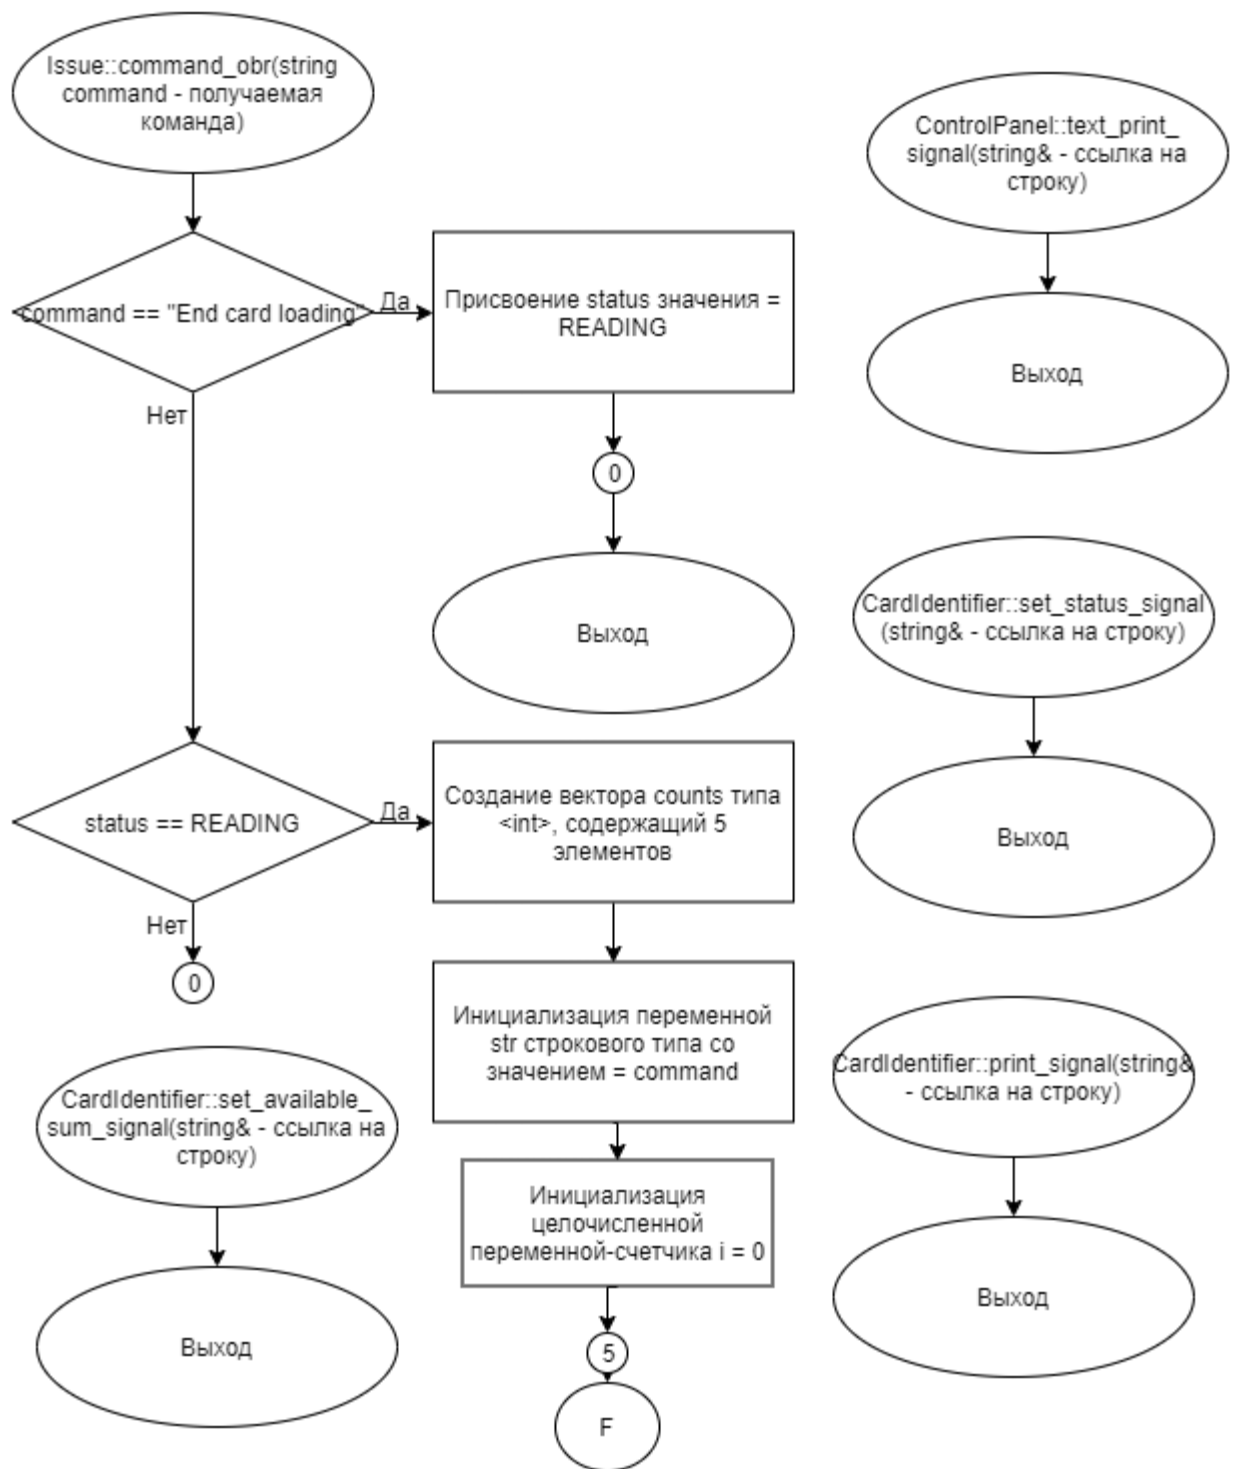 Issue::command_obr(string
command - получаемая
команда)
command == "End card loading"
Да
Присвоение status значения =
READING
Нет
0
Выход
status == READING
Да
Создание вектора counts типа
<int>, содержащий 5
элементов
Нет
0
Инициализация переменной
str строкового типа со
значением = command
Инициализация
целочисленной
переменной-счетчика i = 0
5
F
CardIdentifier::set_available_
sum_signal(string& - ссылка на
строку)
Выход
ControlPanel::text_print_
signal(string& - ссылка на
строку)
Выход
CardIdentifier::set_status_signal
(string& - ссылка на строку)
Выход
CardIdentifier::print_signal(string&
- ссылка на строку)
Выход